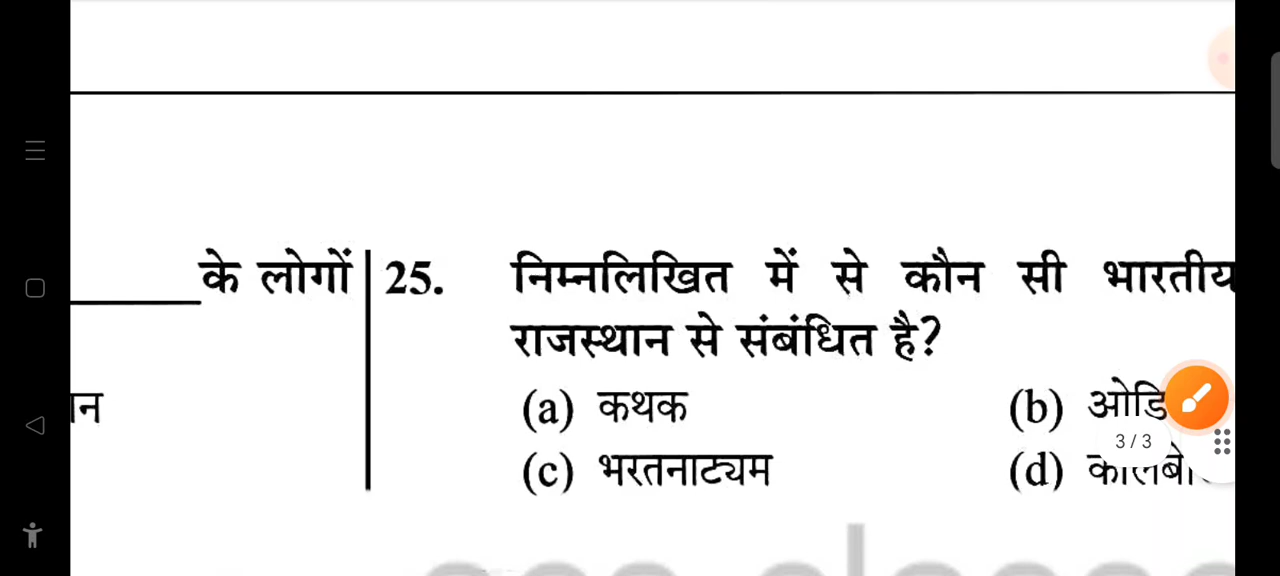 के लोगों
न
25. निम्नलिखित में से कौन सी भारतीय
राजस्थान से संबंधित है?
(a) कथक (b) ओडि
(c) भरतनाट्यम (d)
3/3